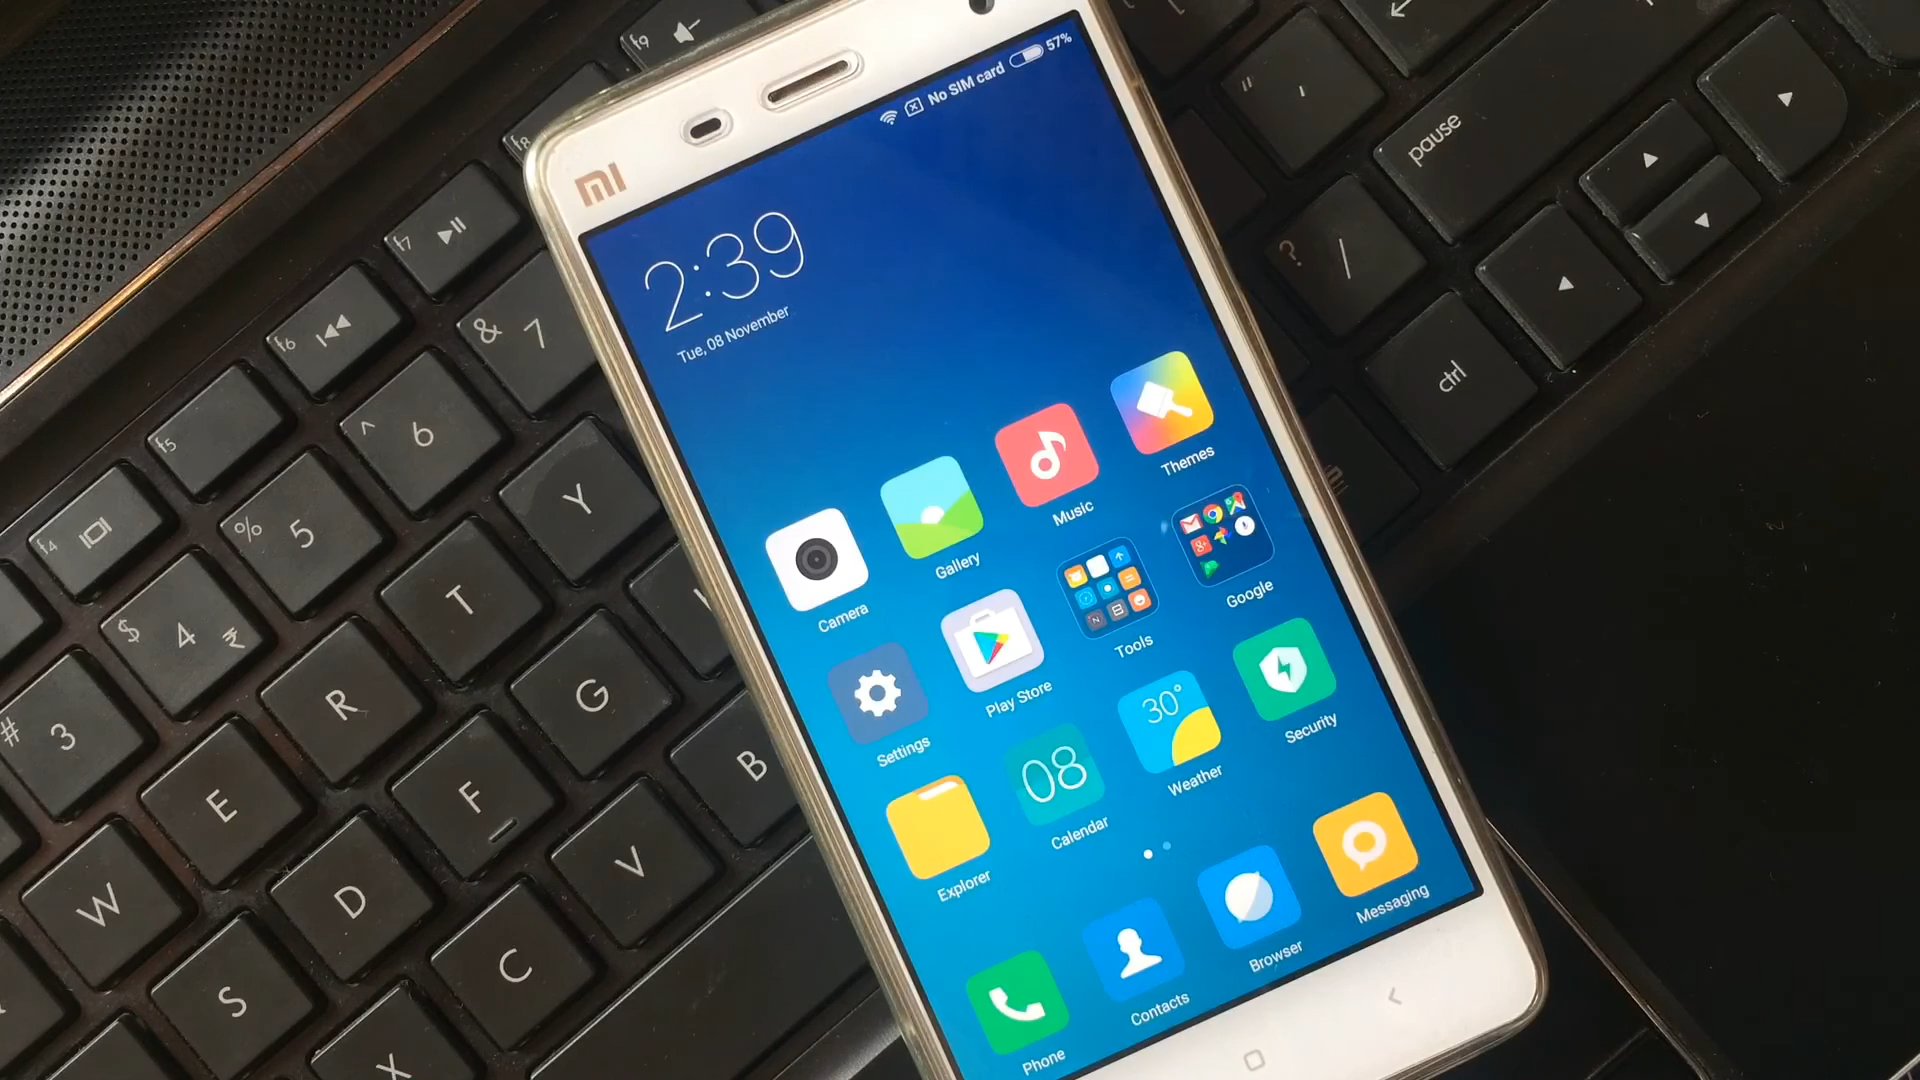 mi
No SIM card 57%
2:39
Tue, 08 November
Camera
Gallery
Music
Themes
Settings
Play Store
Tools
Google
Explorer
08
Calendar
30°
Weather
Security
Phone
Contacts
Browser
Messaging
f9
f8
f7
f6
f5
f4
& 7
^ 6
% 5
$ 4 ₹
# 3
Y
T
R
E
W
G
F
D
S
B
V
C
X
" '
? /
pause
ctrl